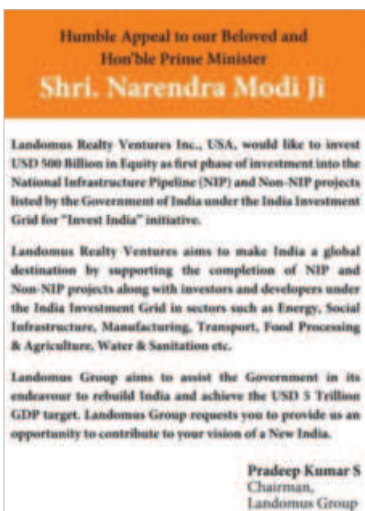 Humble Appeal to our Beloved and
Hon'ble Prime Minister
Shri. Narendra Modi Ji
Landomus Realty Ventures Inc., USA, would like to invest
USD 500 Billion in Equity as first phase of investment into the
National Infrastructure Pipeline (NIP) and Non-NIP projects
listed by the Government of India under the India Investment
Grid for "Invest India" initiative.
Landomus Realty Ventures aims to make India a global
destination by supporting the completion of NIP and
Non-NIP projects along with investors and developers under
the India Investment Grid in sectors such as Energy, Social
Infrastructure, Manufacturing, Transport, Food Processing
& Agriculture, Water & Sanitation etc.
Landomus Group aims to assist the Government in its
endeavour to rebuild India and achieve the USD 5 Trillion
GDP target. Landomus Group requests you to provide us an
opportunity to contribute to your vision of a New India.
Pradeep Kumar S
Chairman,
Landomus Group